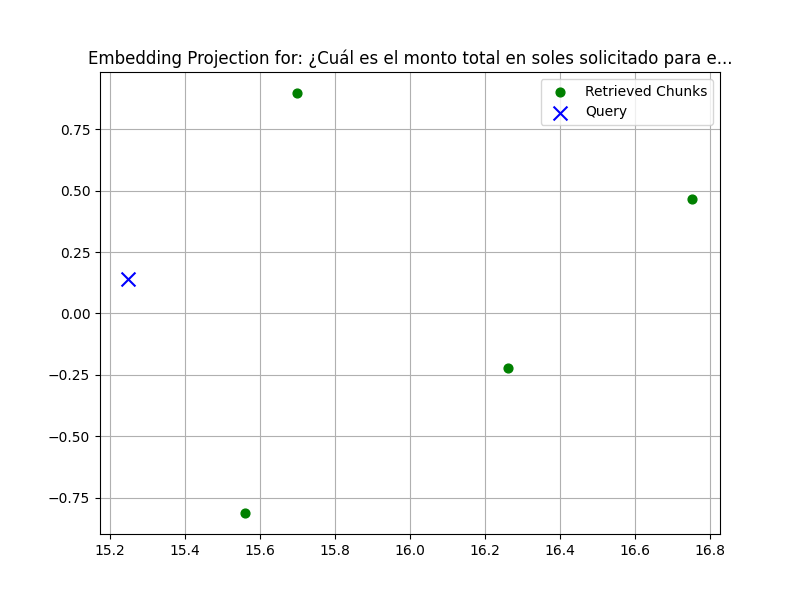 Embedding Projection for: ¿Cuál es el monto total en soles solicitado para e...
Retrieved Chunks
Query
0.75
0.50
0.25
0.00
−0.25
−0.50
−0.75
15.2 15.4 15.6 15.8 16.0 16.2 16.4 16.6 16.8